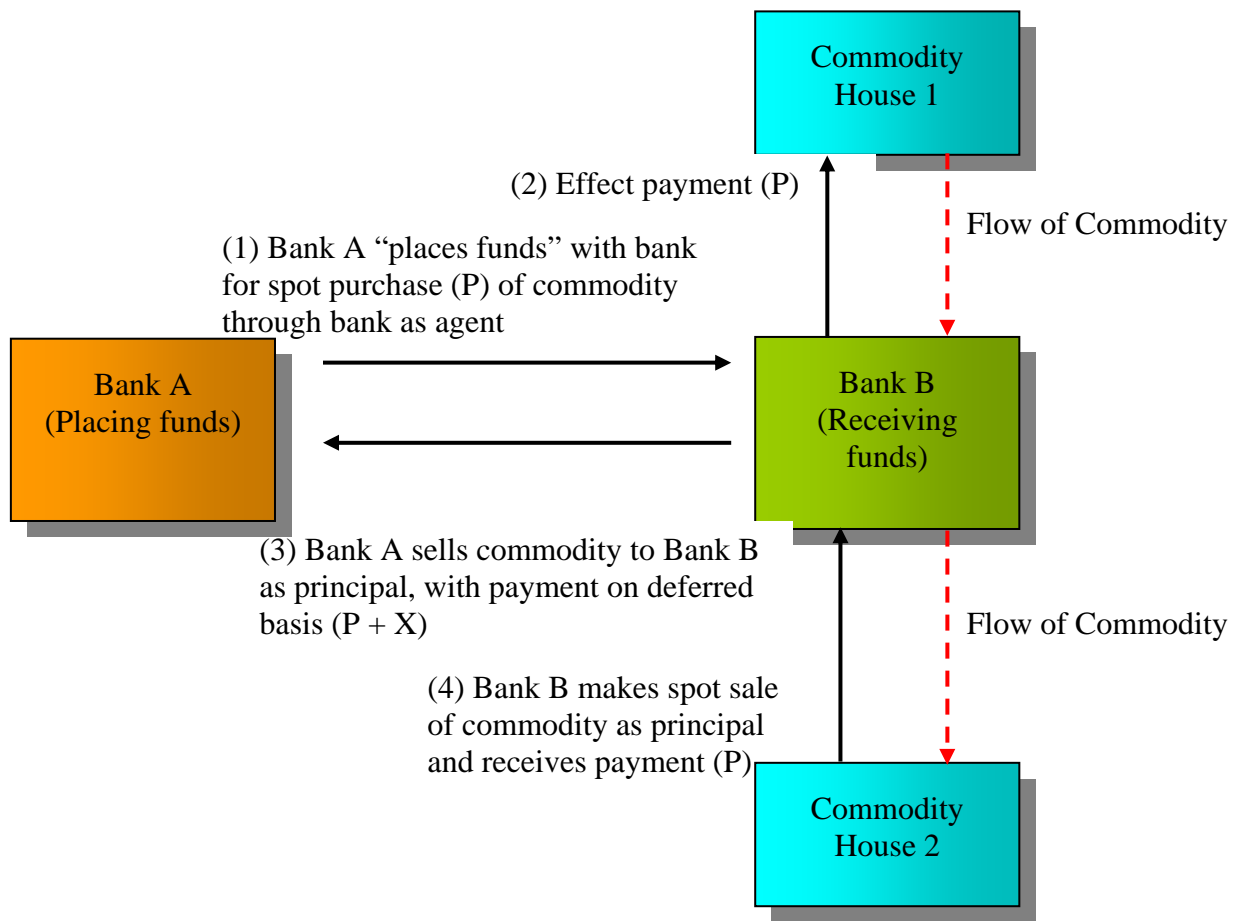 Commodity
House 1
(2) Effect payment (P)
Flow of Commodity
(1) Bank A “places funds” with bank
for spot purchase (P) of commodity
through bank as agent
Bank A
(Placing funds)
Bank B
(Receiving
funds)
(3) Bank A sells commodity to Bank B
as principal, with payment on deferred
basis (P + X)
Flow of Commodity
(4) Bank B makes spot sale
of commodity as principal
and receives payment (P)
Commodity
House 2